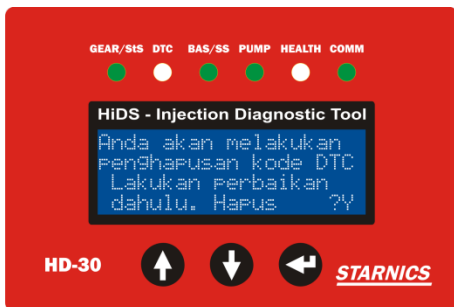 GEAR/StS DTC BAS/SS PUMP HEALTH COMM
HiDS - Injection Diagnostic Tool
Anda akan melakukan
penghapusan kode DTC
Lakukan perbaikan
dahulu. Hapus ?Y
HD-30
STARNICS